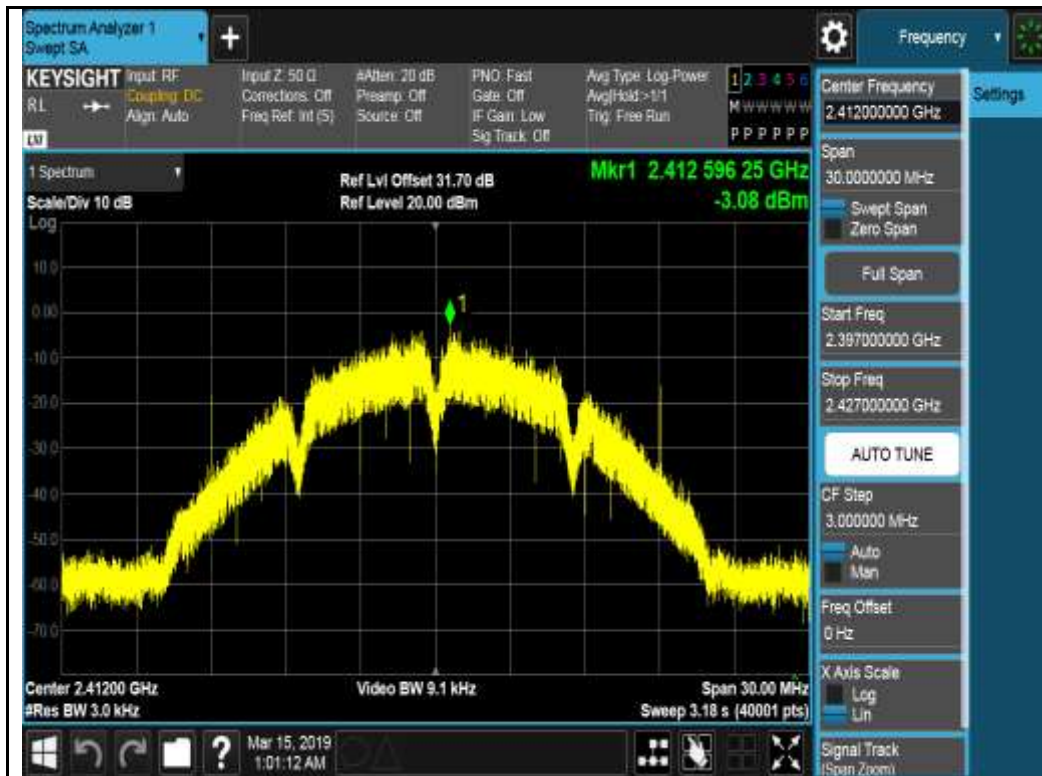 Spectrum Analyzer 1
Swept SA
Frequency
KEYSIGHT
RL
Input: RF
Coupling: DC
Align: Auto
Input Z: 50 Ω
Corrections: Off
Freq Ref: Int (S)
#Atten: 20 dB
Preamp: Off
Source: Off
PNO: Fast
Gate: Off
IF Gain: Low
Sig Track: Off
Avg Type: Log-Power
Avg|Hold:>1/1
Trig: Free Run
1 2 3 4 5 6
M W W W W W
P P P P P P
1 Spectrum
Scale/Div 10 dB
Ref Lvl Offset 31.70 dB
Ref Level 20.00 dBm
Mkr1 2.412 596 25 GHz
-3.08 dBm
Log
10.0
0.00
-10.0
-20.0
-30.0
-40.0
-50.0
-60.0
-70.0
1
Center 2.41200 GHz
#Res BW 3.0 kHz
Video BW 9.1 kHz
Span 30.00 MHz
Sweep 3.18 s (40001 pts)
Mar 15, 2019
1:01:12 AM
Center Frequency
2.412000000 GHz
Settings
Span
30.0000000 MHz
Swept Span
Zero Span
Full Span
Start Freq
2.397000000 GHz
Stop Freq
2.427000000 GHz
AUTO TUNE
CF Step
3.000000 MHz
Auto
Man
Freq Offset
0 Hz
X Axis Scale
Log
Lin
Signal Track
(Span Zoom)